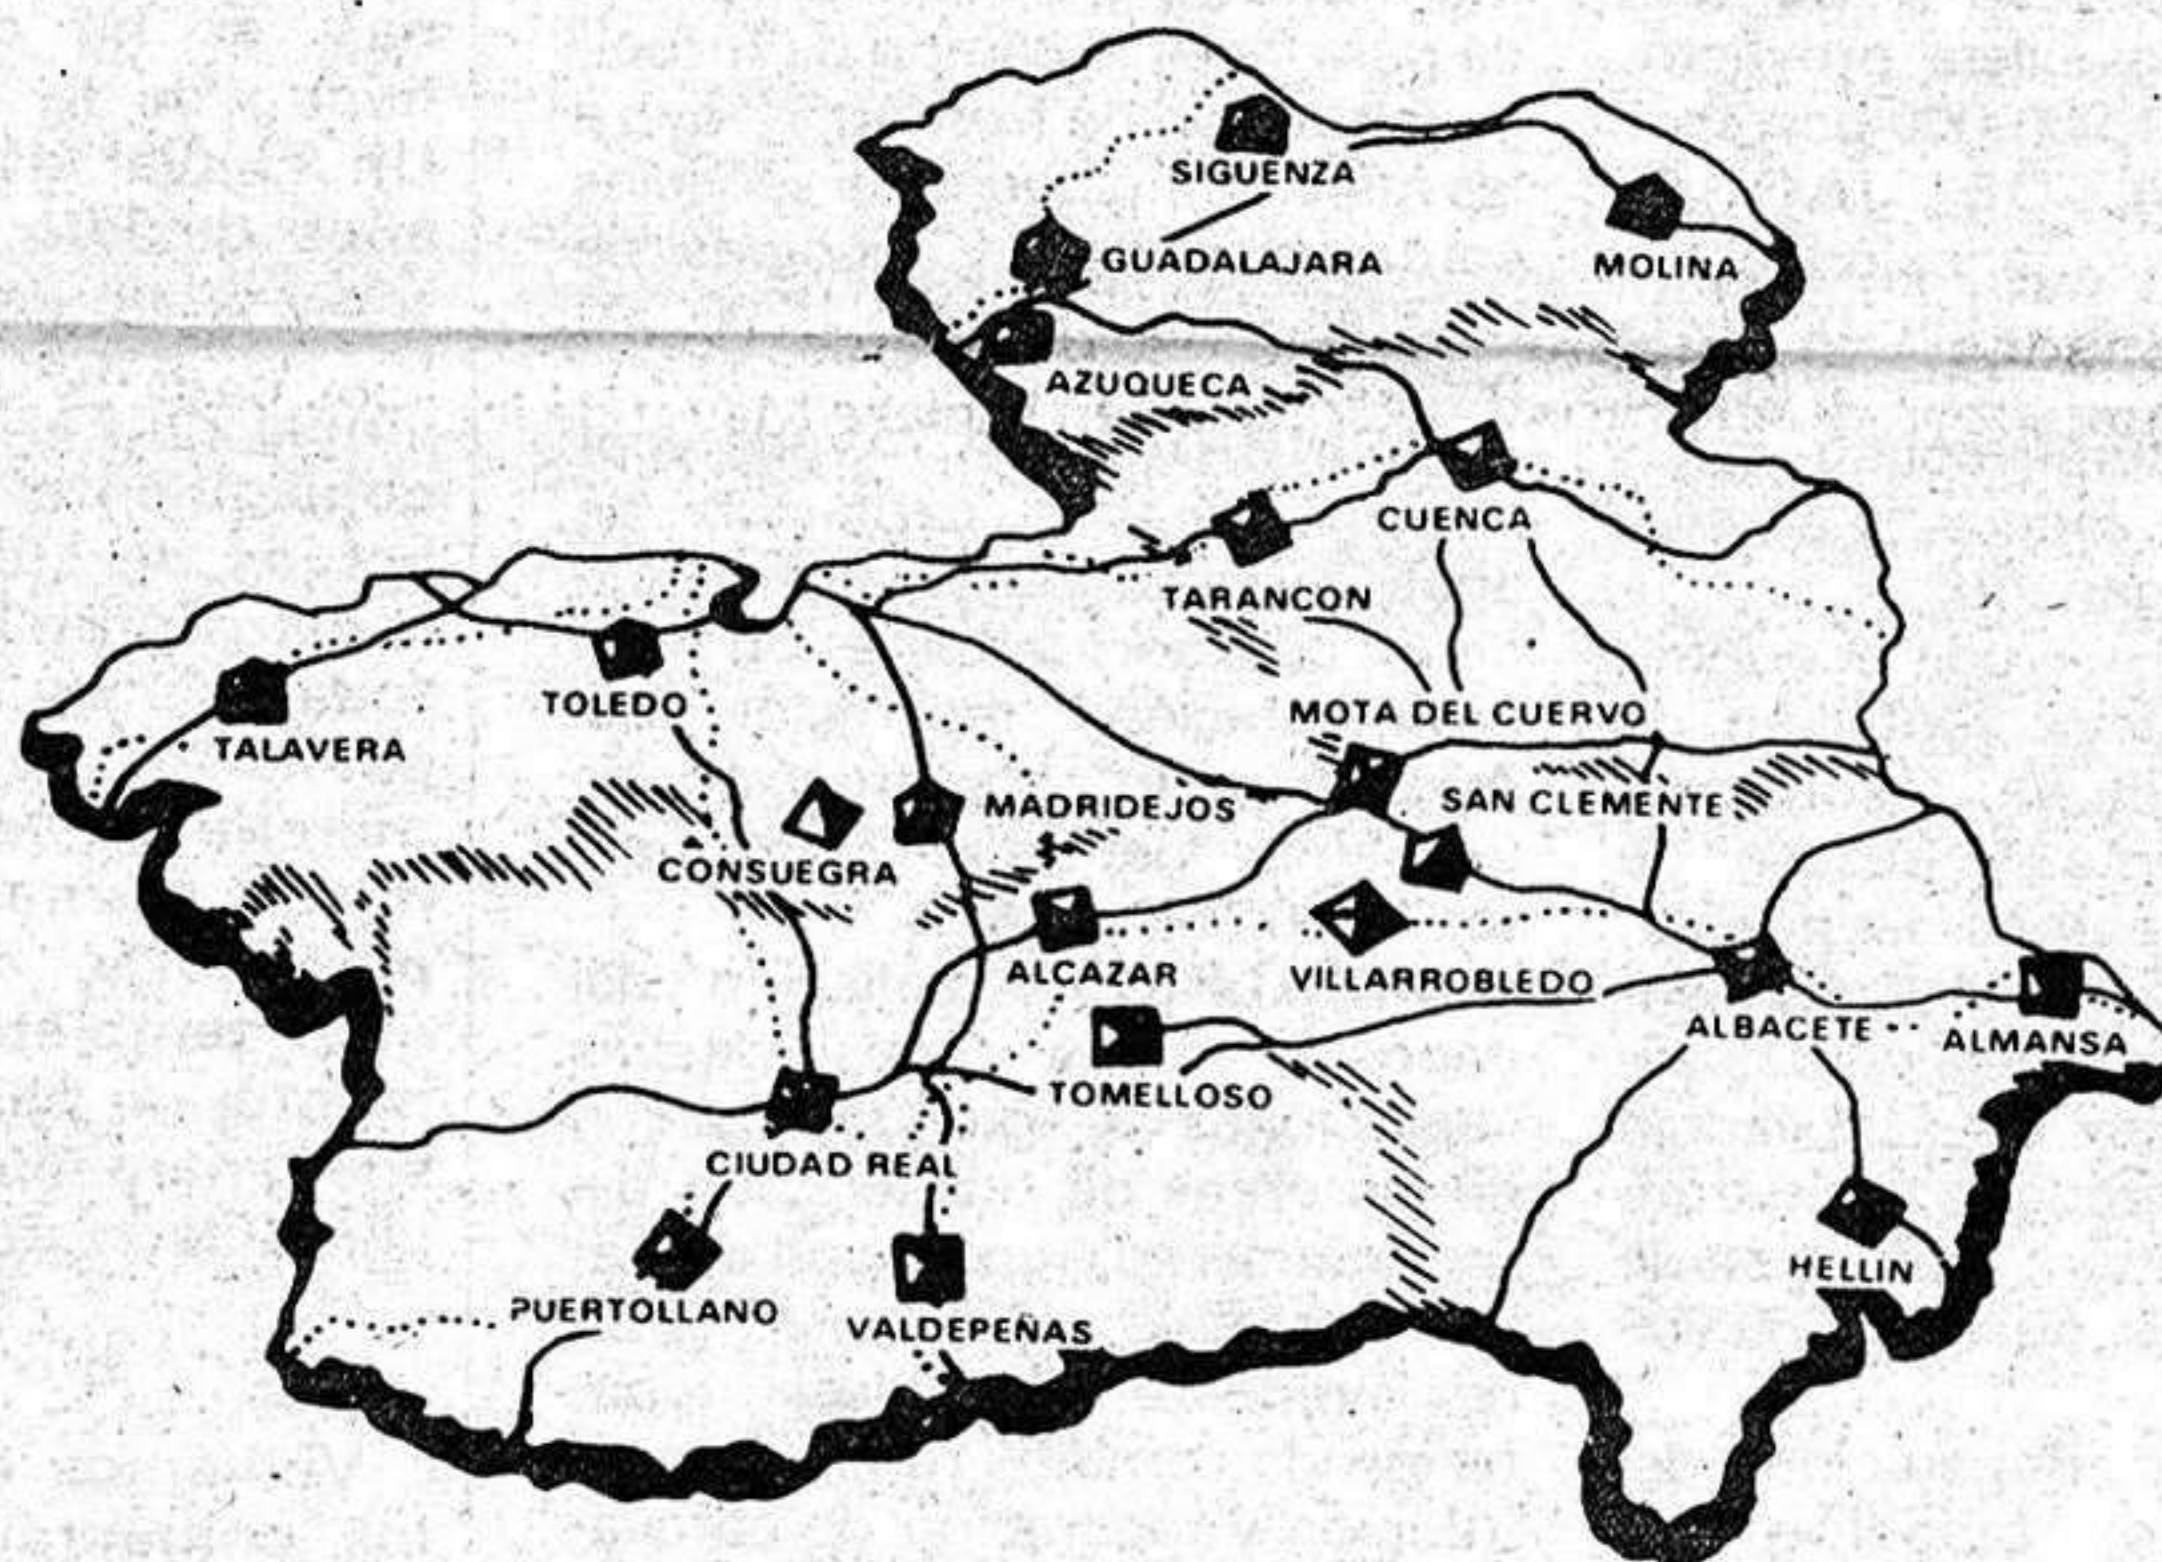 SIGUENZA
GUADALAJARA
MOLINA
AZUQUECA
CUENCA
TARANCON
TOLEDO
MOTA DEL CUERVO
TALAVERA
MADRIDEJOS
SAN CLEMENTE
CONSUEGRA
ALCAZAR
VILLARROBLEDO
ALBACETE
ALMANSA
TOMELLOSO
CIUDAD REAL
HELLIN
PUERTOLLANO
VALDEPEÑAS